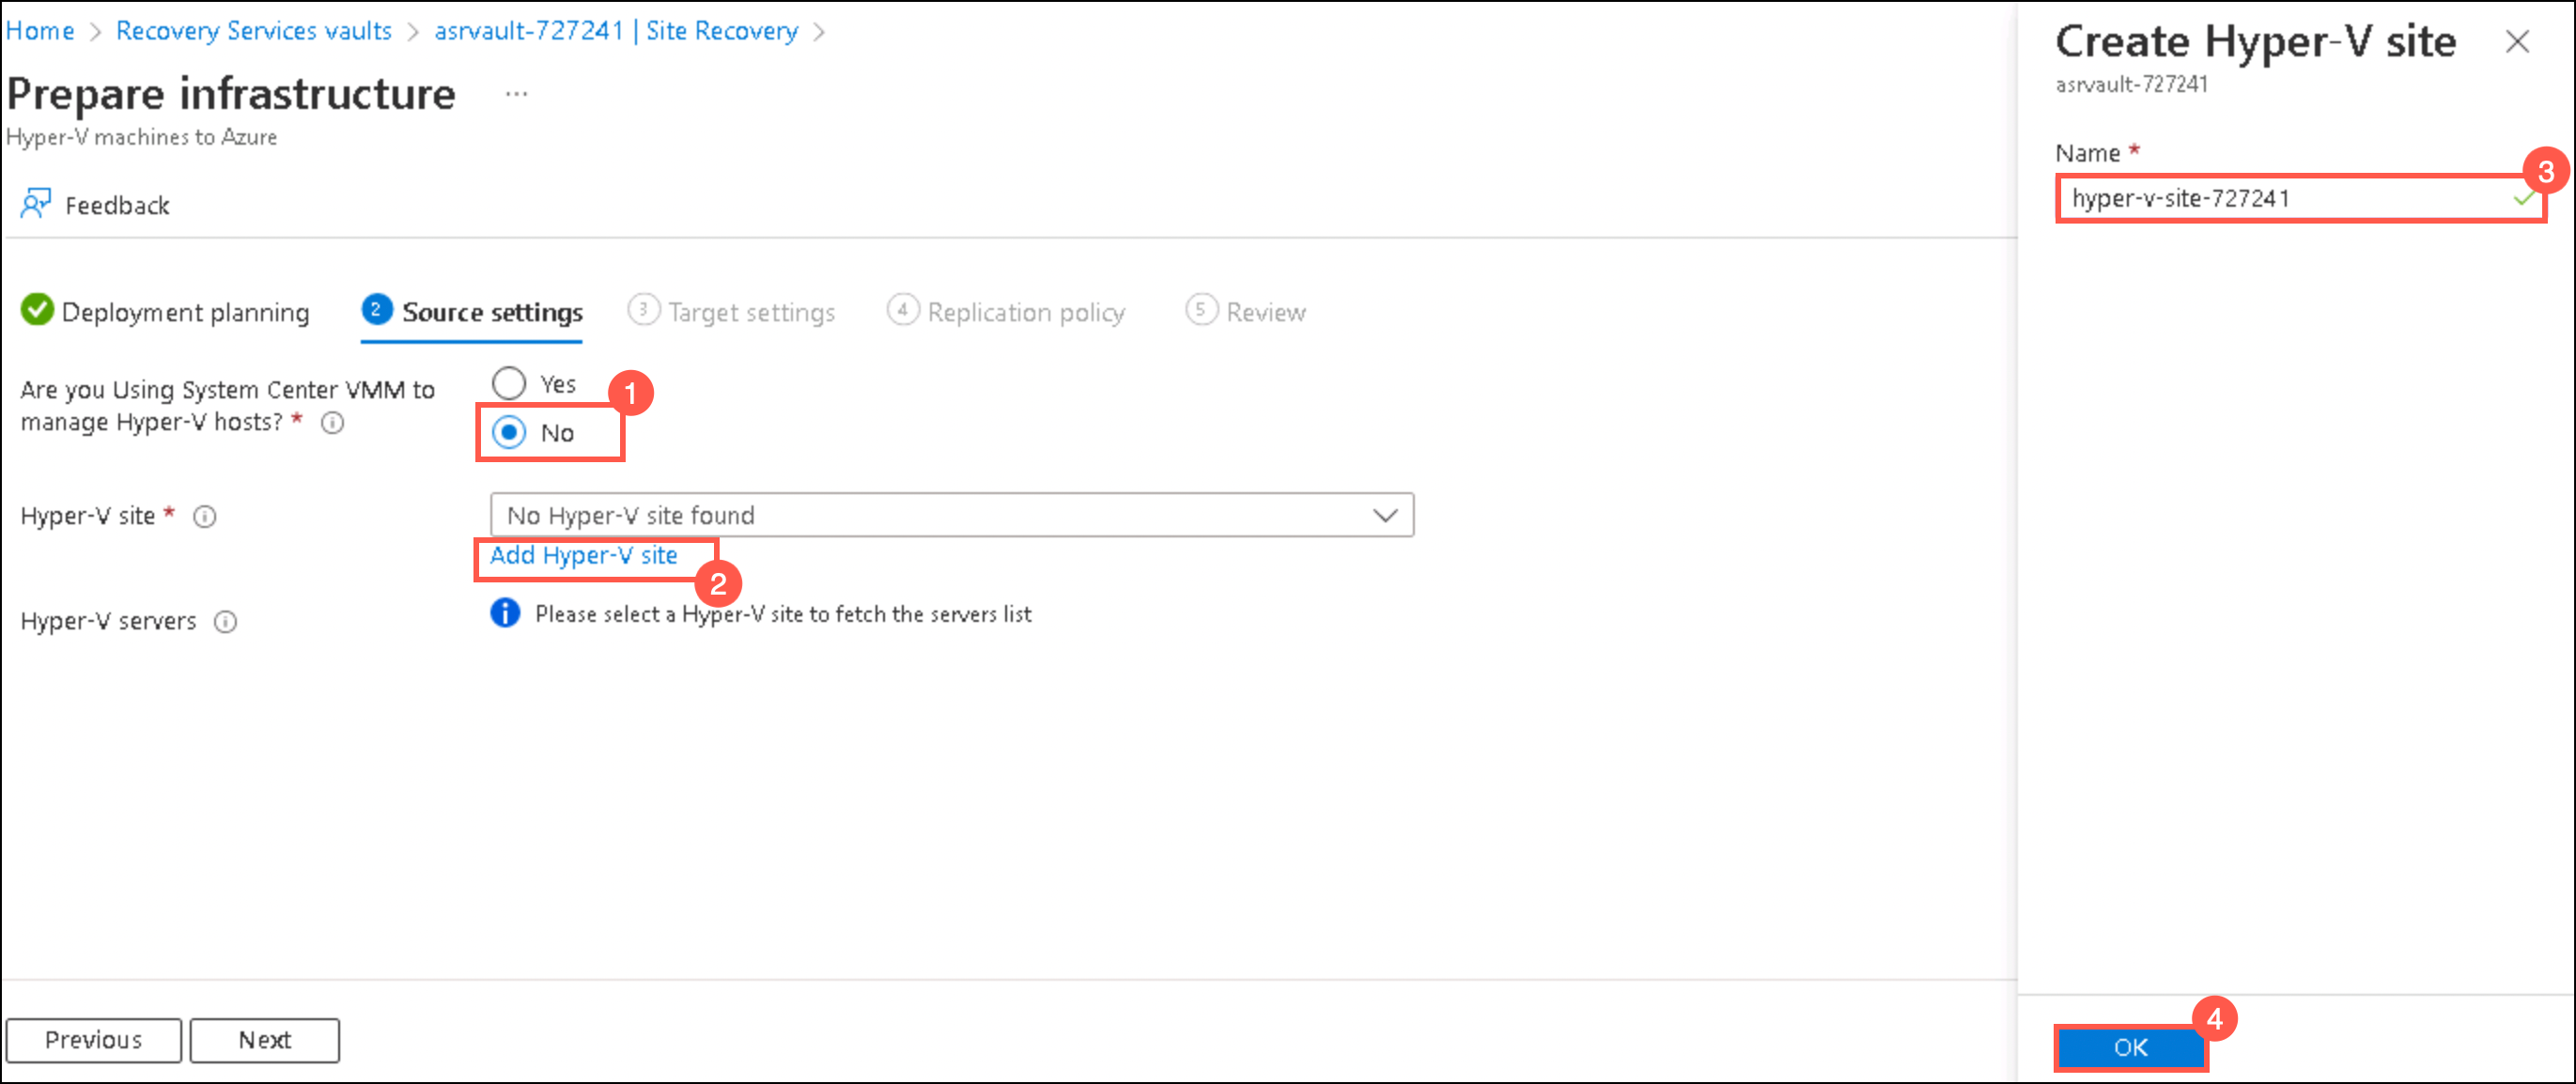 Home > Recovery Services vaults > asrvault-727241 | Site Recovery >
Prepare infrastructure ...
Hyper-V machines to Azure
Feedback
Deployment planning 2 Source settings 3 Target settings 4 Replication policy 5 Review
Are you Using System Center VMM to
manage Hyper-V hosts? *
Yes
1
No
Hyper-V site *
No Hyper-V site found
Add Hyper-V site
2
Hyper-V servers
Please select a Hyper-V site to fetch the servers list
Previous
Next
Create Hyper-V site
asrvault-727241
Name *
3
hyper-v-site-727241
4
OK